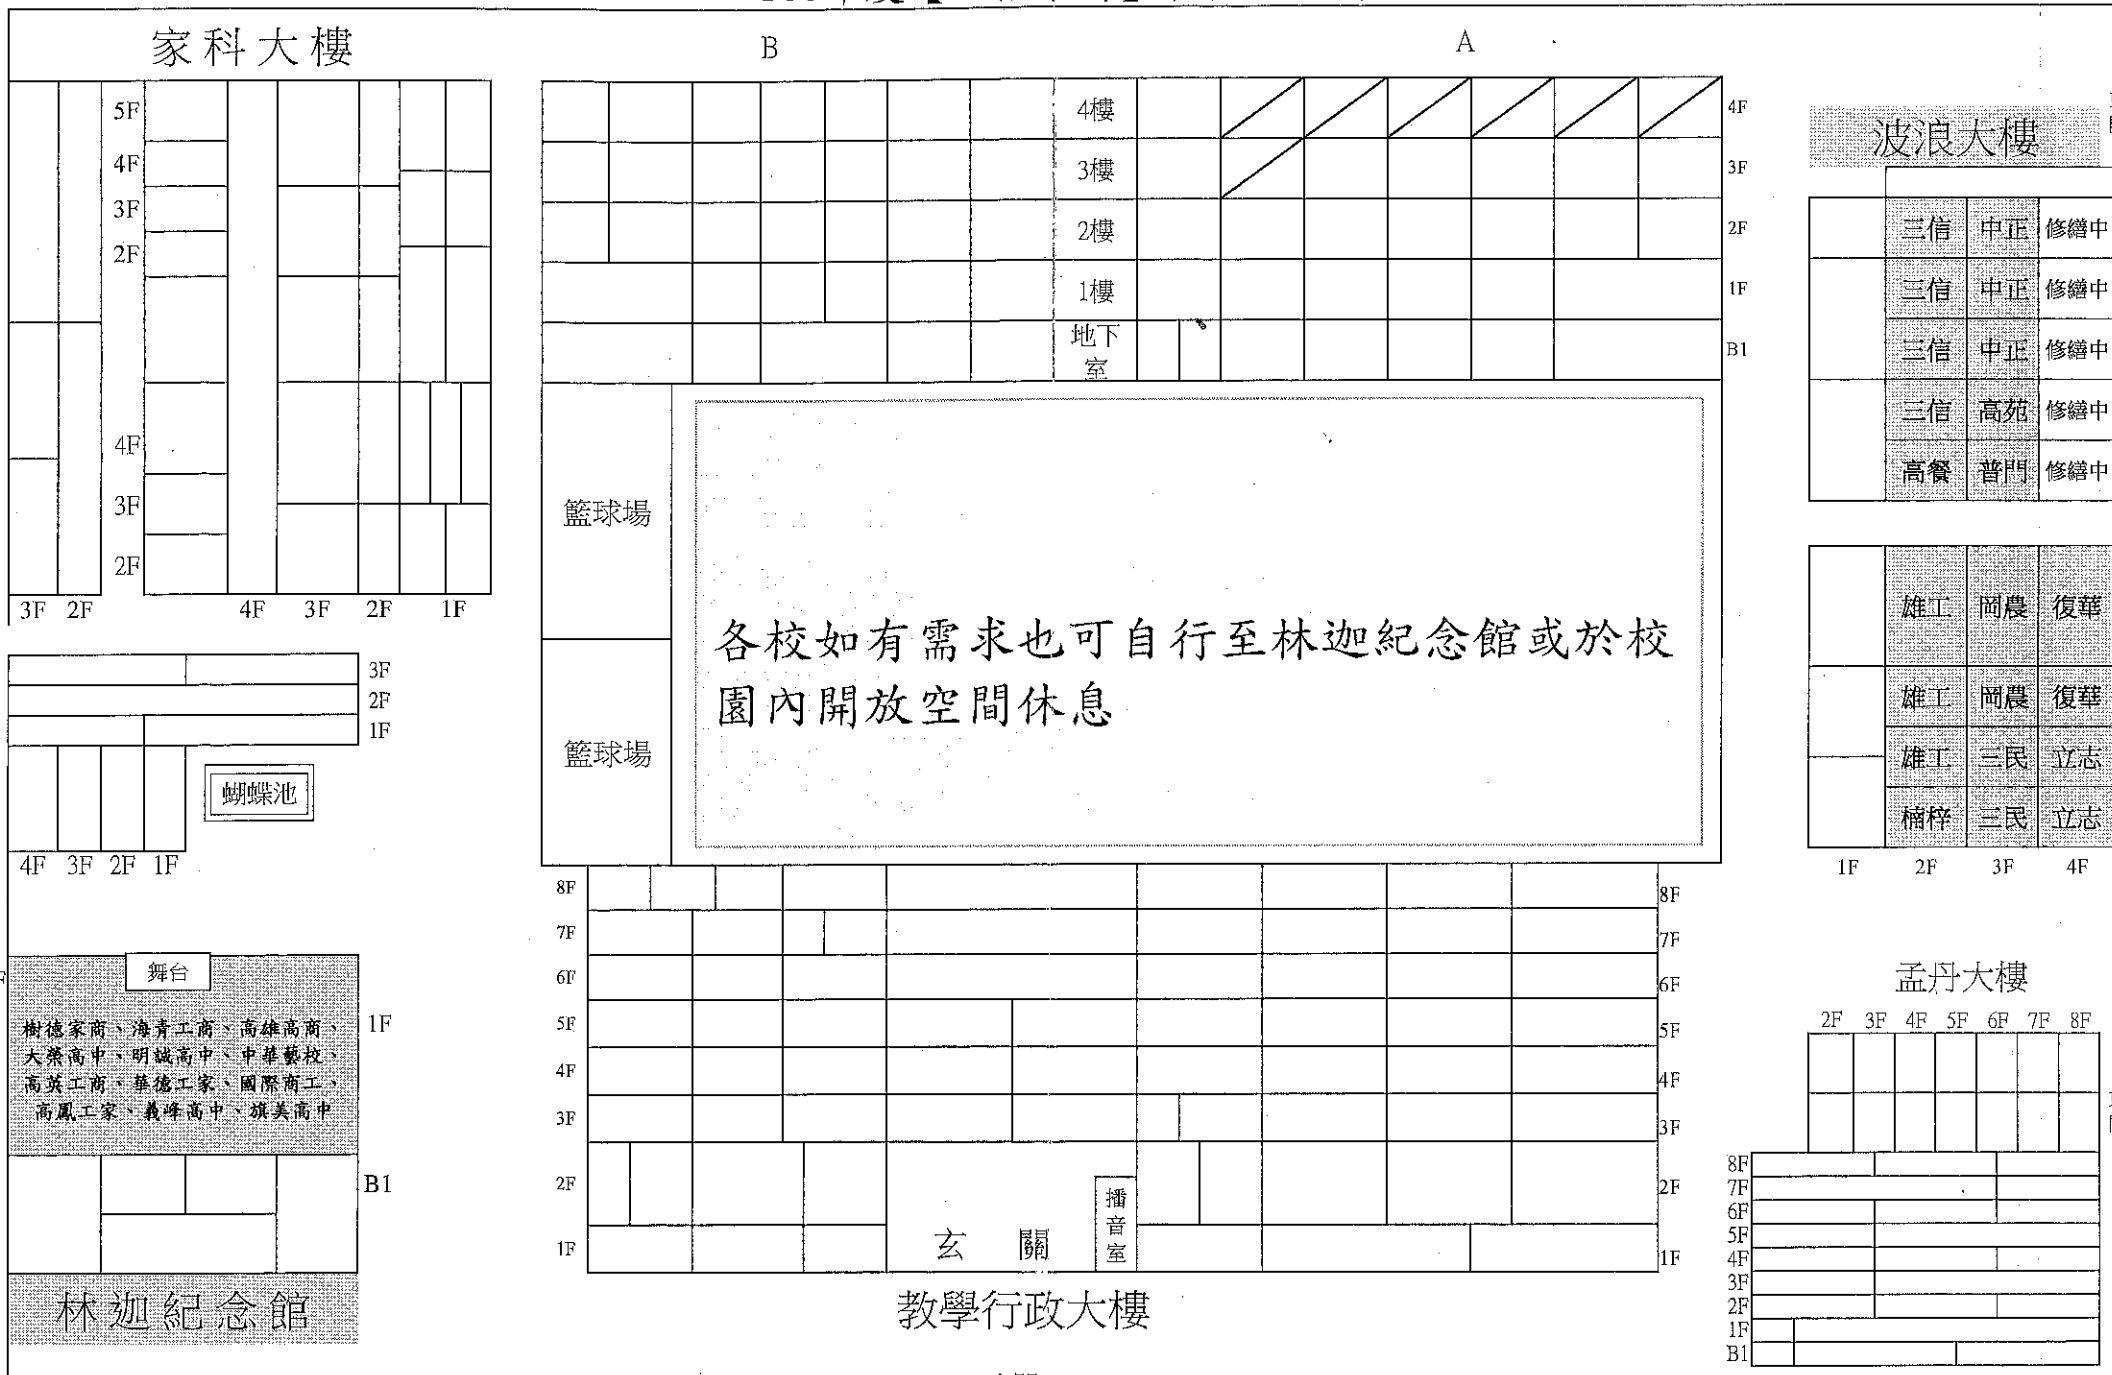 家科大樓
B
A
5F
4F
3F
2F
4F
3F
2F
3F 2F
4F 3F 2F 1F
3F
2F
1F
蝴蝶池
4F 3F 2F 1F
4樓
3樓
2樓
1樓
地下
室
4F
3F
2F
1F
B1
籃球場
籃球場
各校如有需求也可自行至林迦紀念館或於校
園內開放空間休息
波浪大樓
三信 中正 修繕中
三信 中正 修繕中
三信 中正 修繕中
三信 高苑 修繕中
高餐 普門 修繕中
雄工 岡農 復華
雄工 岡農 復華
雄工 三民 立志
楠梓 三民 立志
1F 2F 3F 4F
舞台
樹德家商、海青工商、高雄高商、
大榮高中、明誠高中、中華藝校、
高英工商、華德工家、國際商工、
高鳳工家、義峰高中、旗美高中
1F
B1
林迦紀念館
8F
7F
6F
5F
4F
3F
2F
1F
玄關
播
音
室
8F
7F
6F
5F
4F
3F
2F
1F
教學行政大樓
孟丹大樓
2F 3F 4F 5F 6F 7F 8F
8F
7F
6F
5F
4F
3F
2F
1F
B1